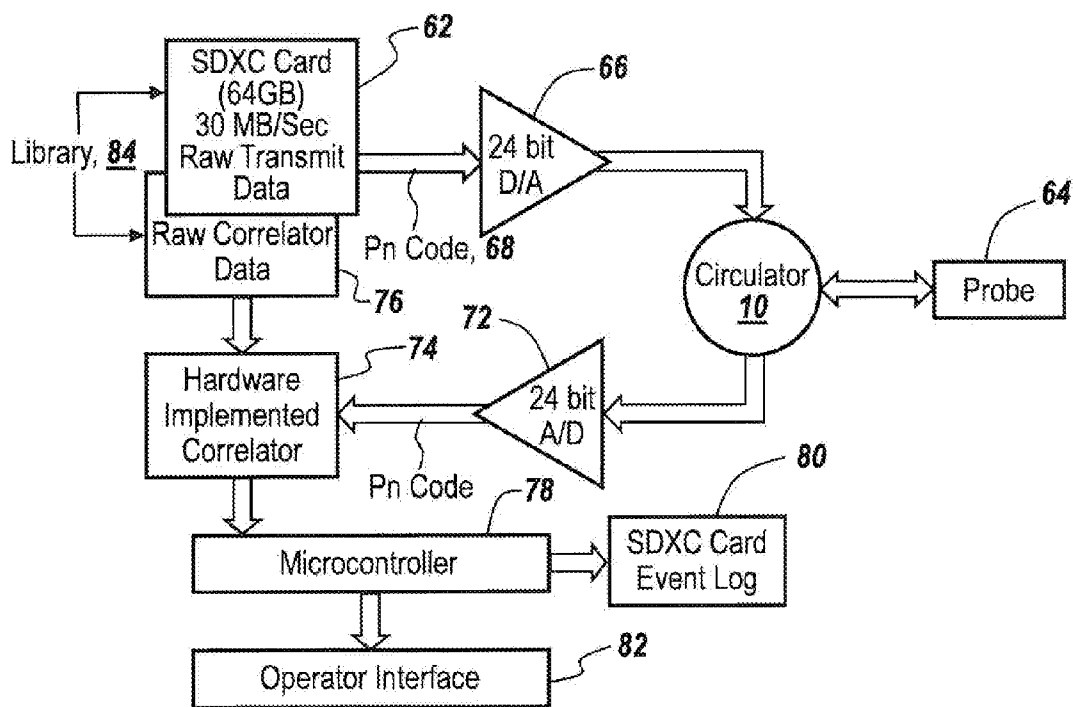 62
SDXC Card
(64GB)
30 MB/Sec
Raw Transmit
Data
66
24 bit
D/A
Library, 84
Pn Code, 68
Raw Correlator
Data
76
64
Circulator
10
Probe
72
24 bit
A/D
74
Hardware
Implemented
Correlator
Pn Code
78
80
Microcontroller
SDXC Card
Event Log
82
Operator Interface